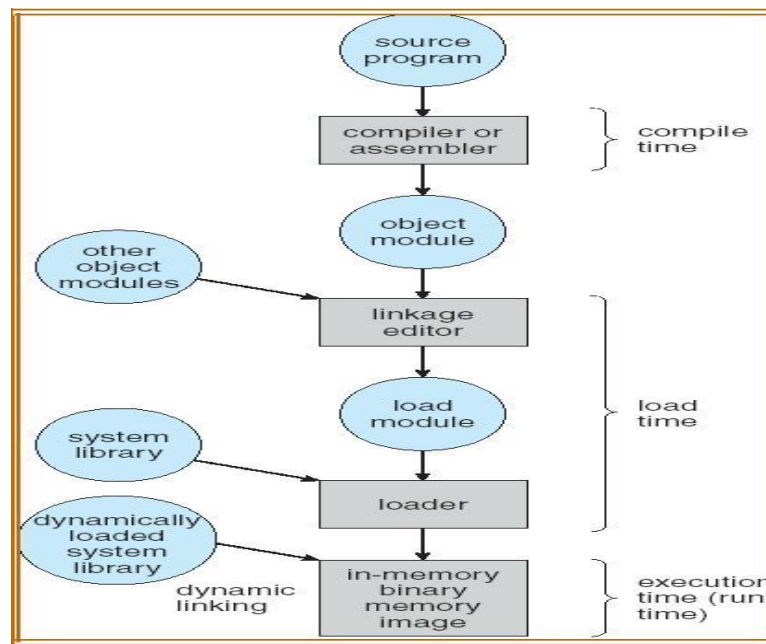 source
program
compiler or
assembler
compile
time
object
module
other
object
modules
linkage
editor
load
module
load
time
system
library
loader
dynamically
loaded
system
library
dynamic
linking
in-memory
binary
memory
image
execution
time (run
time)